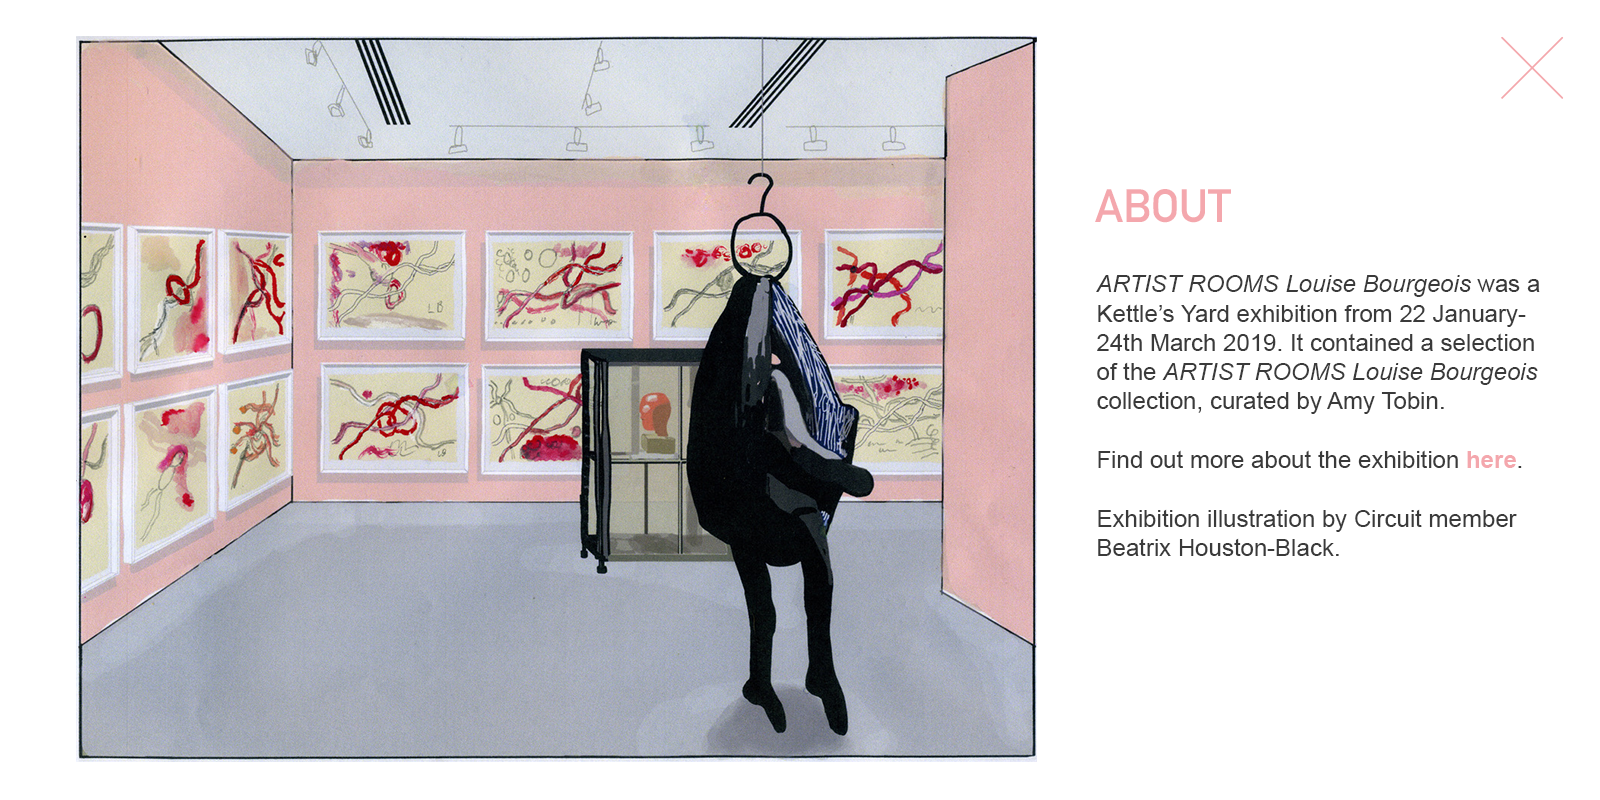 ABOUT
ARTIST ROOMS Louise Bourgeois was a
Kettle’s Yard exhibition from 22 January-
24th March 2019. It contained a selection
of the ARTIST ROOMS Louise Bourgeois
collection, curated by Amy Tobin.
Find out more about the exhibition here.
Exhibition illustration by Circuit member
Beatrix Houston-Black.
LB
LB